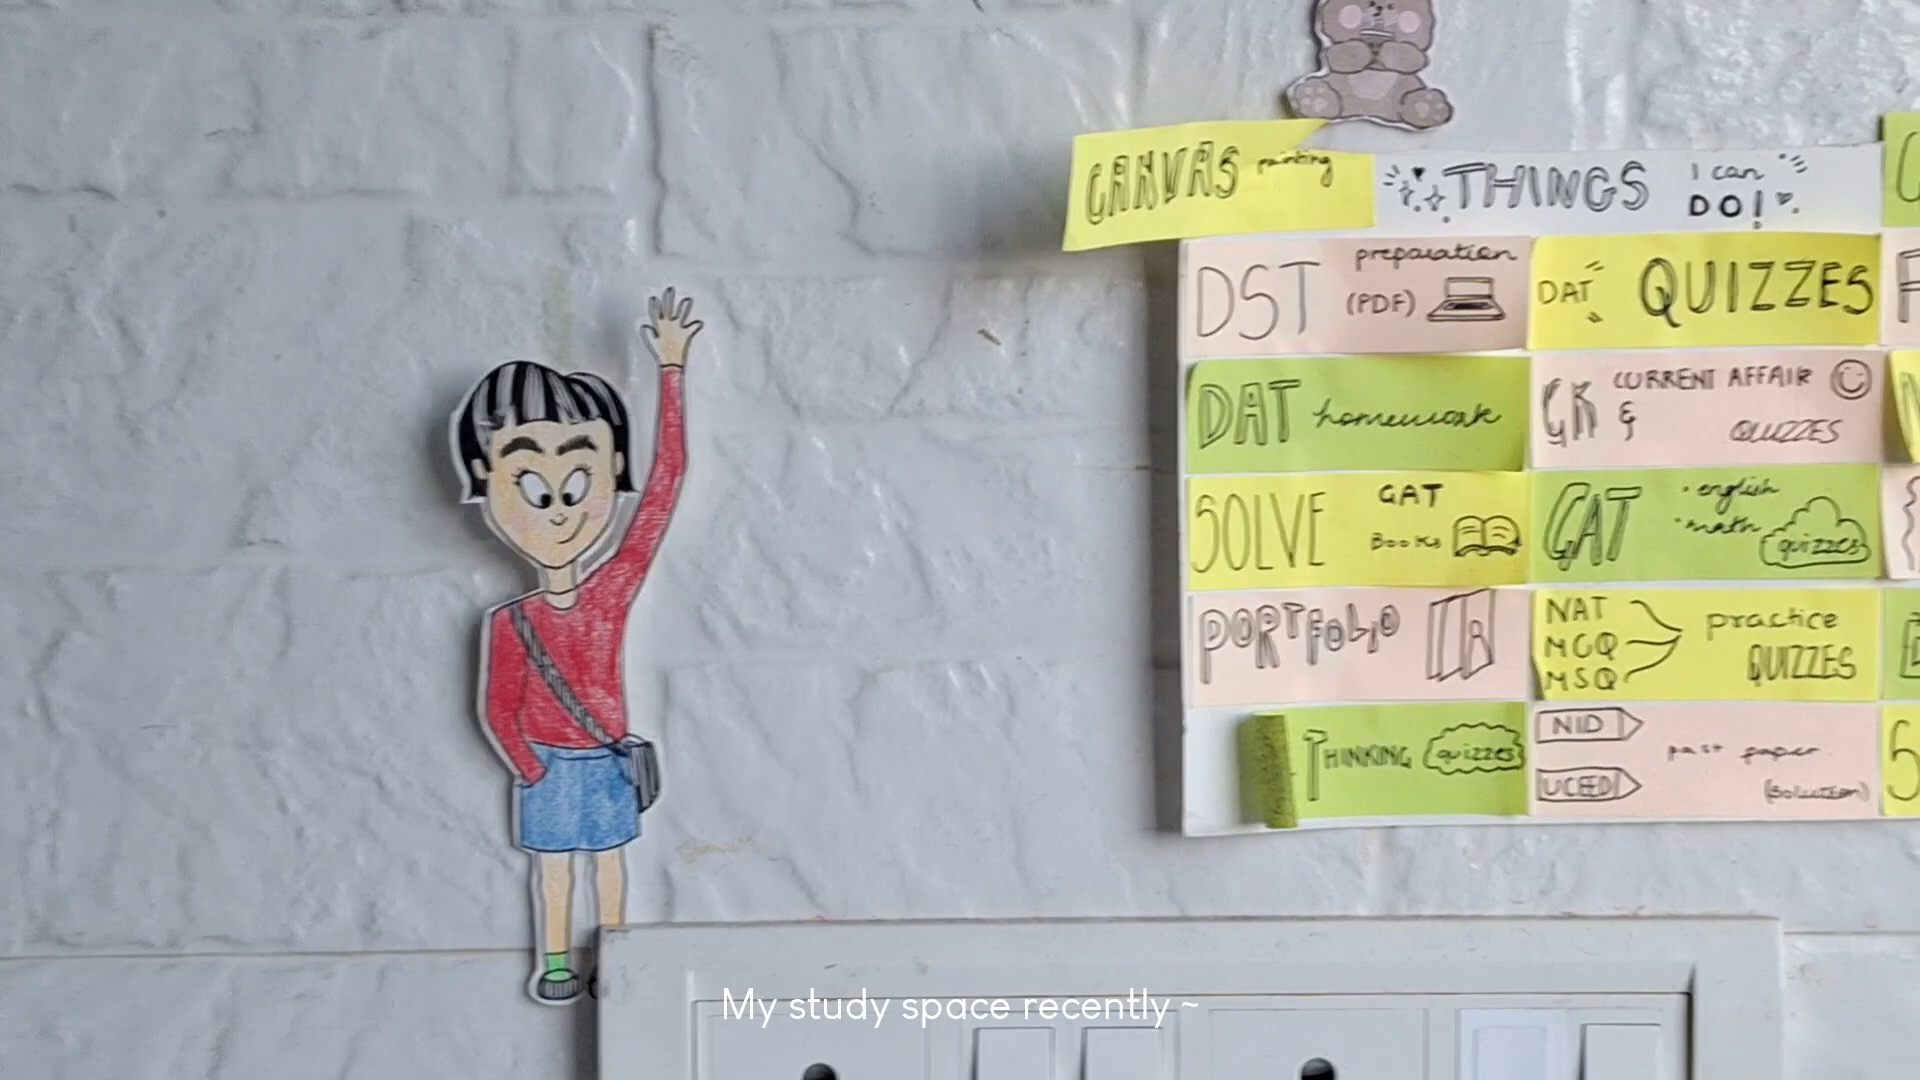 CANVAS painting
THINGS I can DO!
DST preparation (PDF)
DAT QUIZZES
DAT homework
GK & CURRENT AFFAIR QUIZZES
SOLVE GAT BOOKS
GAT • english • math quizzes
PORTFOLIO
NAT MCQ MSQ practice QUIZZES
THINKING quizzes
NID UCEED past paper (solution)
My study space recently ~